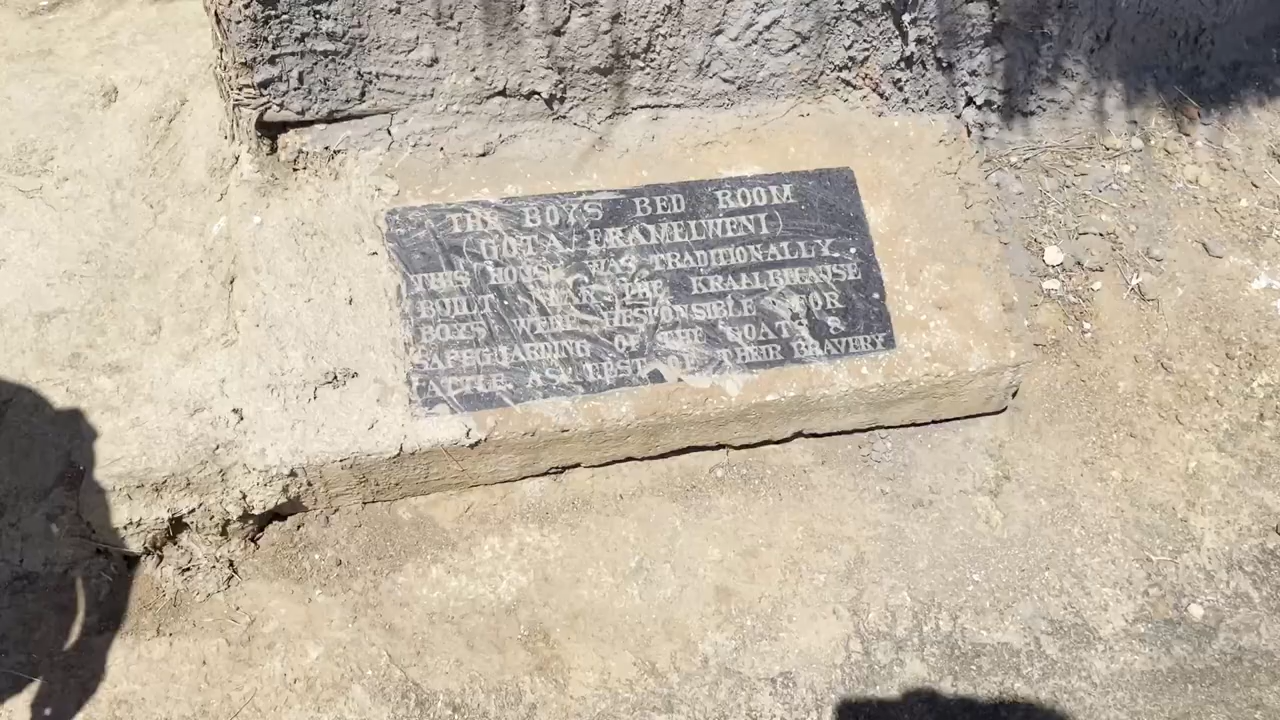 THE BOYS BED ROOM
(GOTA/EKAMELWENI)
THIS HOUSE WAS TRADITIONALLY
BUILT NEAR THE KRAAL BECAUSE
BOYS WERE RESPONSIBLE FOR
SAFEGUARDING OF THE GOATS &
CATTLE AS TEST OF THEIR BRAVERY